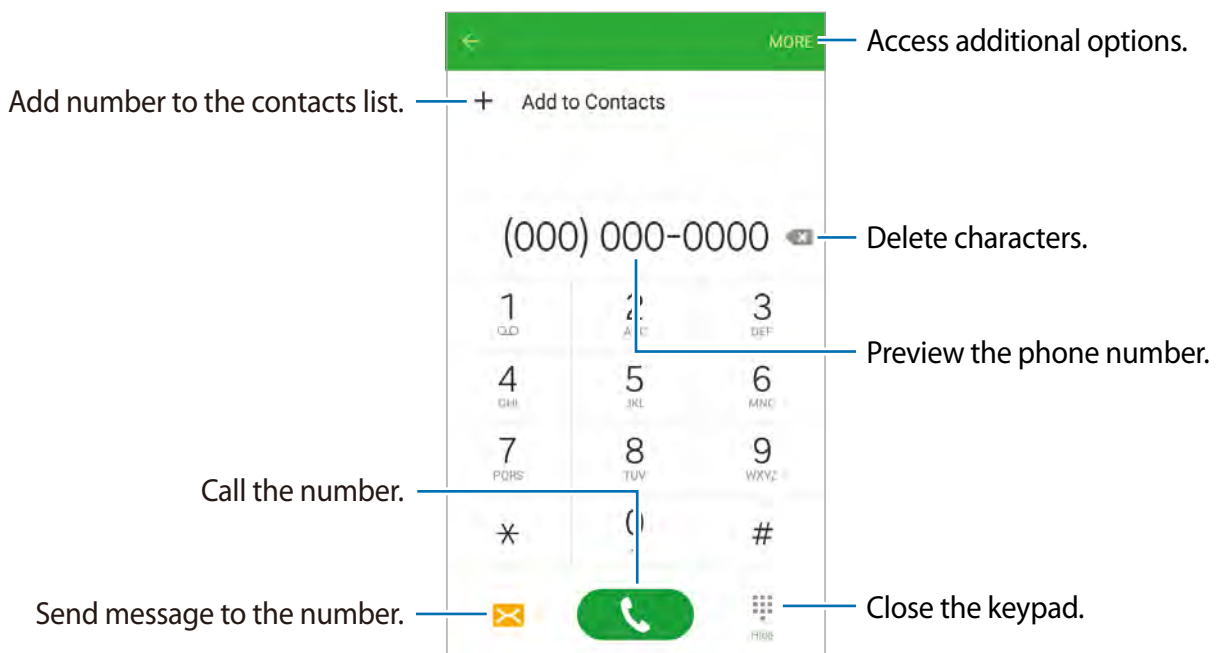 MORE
Access additional options.
Add number to the contacts list.
+ Add to Contacts
(000) 000-0000
Delete characters.
1 2 3
DEF
Preview the phone number.
4 5 6
GHI JKL MNO
7 8 9
PQRS TUV WXYZ
Call the number.
* 0 #
Send message to the number.
Close the keypad.
Hide